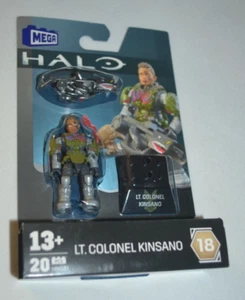 MEGA
HALO
LT. COLONEL
KINSANO
13+
LT. COLONEL KINSANO
18
20